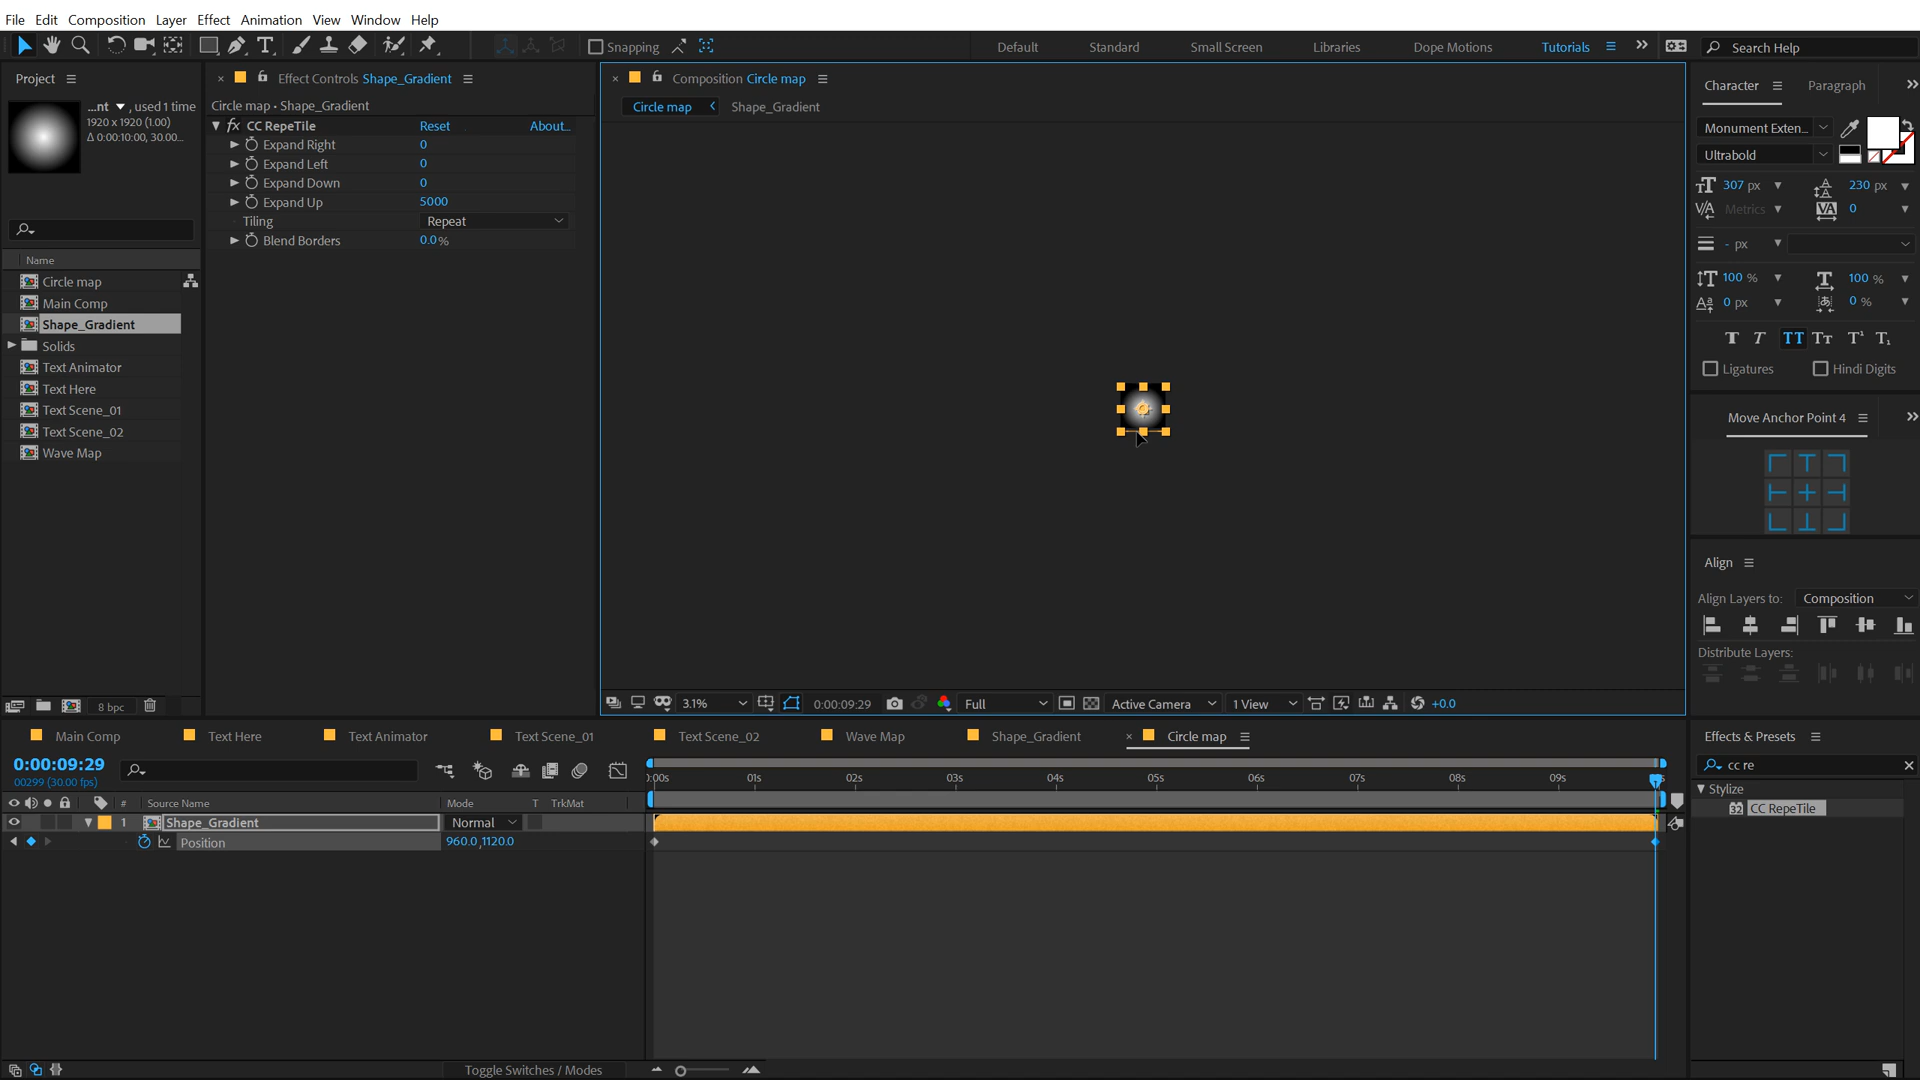 File Edit Composition Layer Effect Animation View Window Help
Snapping Default Standard Small Screen Libraries Dope Motions Tutorials Search Help
Project
...nt ▼ , used 1 time
1920 x 1920 (1.00)
Δ 0:00:10:00, 30.00...
Name
Circle map
Main Comp
Shape_Gradient
Solids
Text Animator
Text Here
Text Scene_01
Text Scene_02
Wave Map
8 bpc
Effect Controls Shape_Gradient
Circle map • Shape_Gradient
fx CC RepeTile Reset About...
Expand Right 0
Expand Left 0
Expand Down 0
Expand Up 5000
Tiling Repeat
Blend Borders 0.0%
Composition Circle map
Circle map Shape_Gradient
3.1% 0:00:09:29 Full Active Camera 1 View +0.0
Character Paragraph
Monument Exten...
Ultrabold
307 px 230 px
Metrics 0
- px
100 % 100 %
0 px 0 %
Ligatures Hindi Digits
Move Anchor Point 4
Align
Align Layers to: Composition
Distribute Layers:
Main Comp Text Here Text Animator Text Scene_01 Text Scene_02 Wave Map Shape_Gradient Circle map
0:00:09:29
00299 (30.00 fps)
# Source Name Mode T TrkMat
1 Shape_Gradient Normal
Position 960.0,1120.0
:00s 01s 02s 03s 04s 05s 06s 07s 08s 09s
Toggle Switches / Modes
Effects & Presets
cc re
Stylize
CC RepeTile